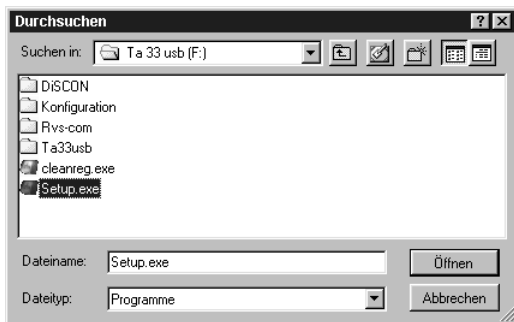 Durchsuchen
Suchen in: Ta 33 usb (F:)
DiSCON
Konfiguration
Rvs-com
Ta33usb
cleanreg.exe
Setup.exe
Dateiname: Setup.exe Öffnen
Dateityp: Programme Abbrechen